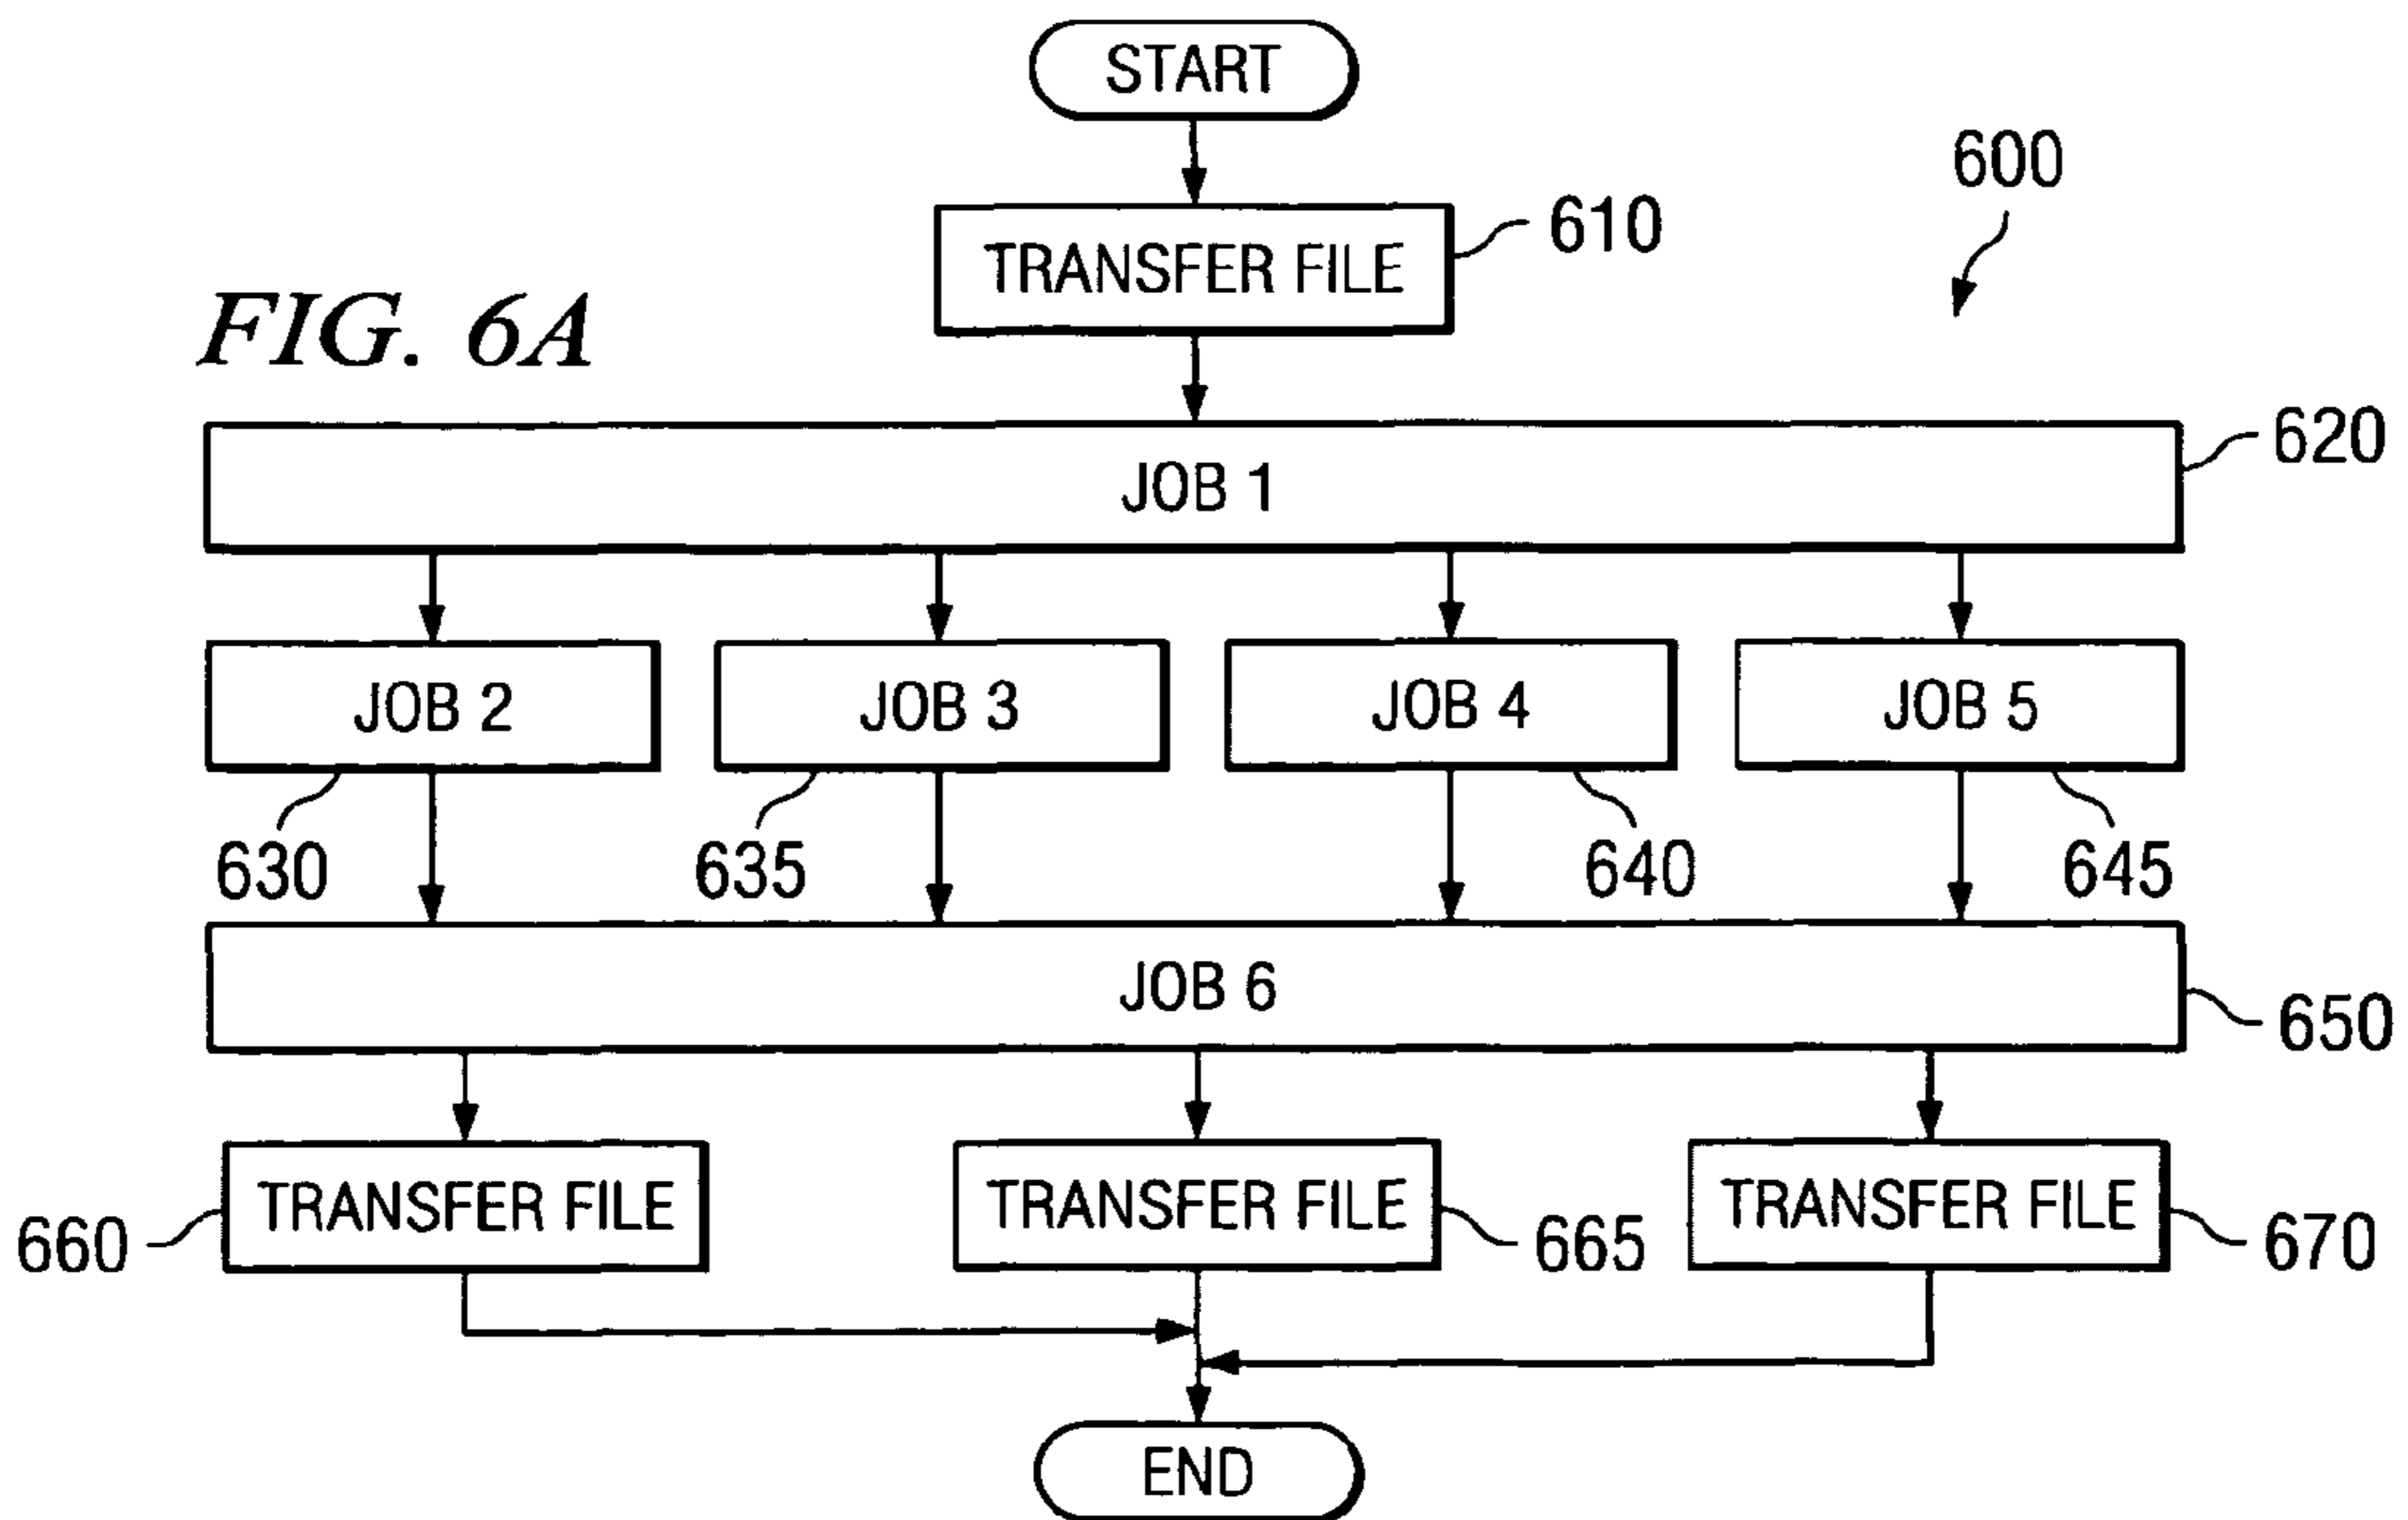 START
600
610
TRANSFER FILE
FIG. 6A
620
JOB 1
JOB 2
JOB 3
JOB 4
JOB 5
630
635
640
645
JOB 6
650
TRANSFER FILE
TRANSFER FILE
TRANSFER FILE
660
665
670
END